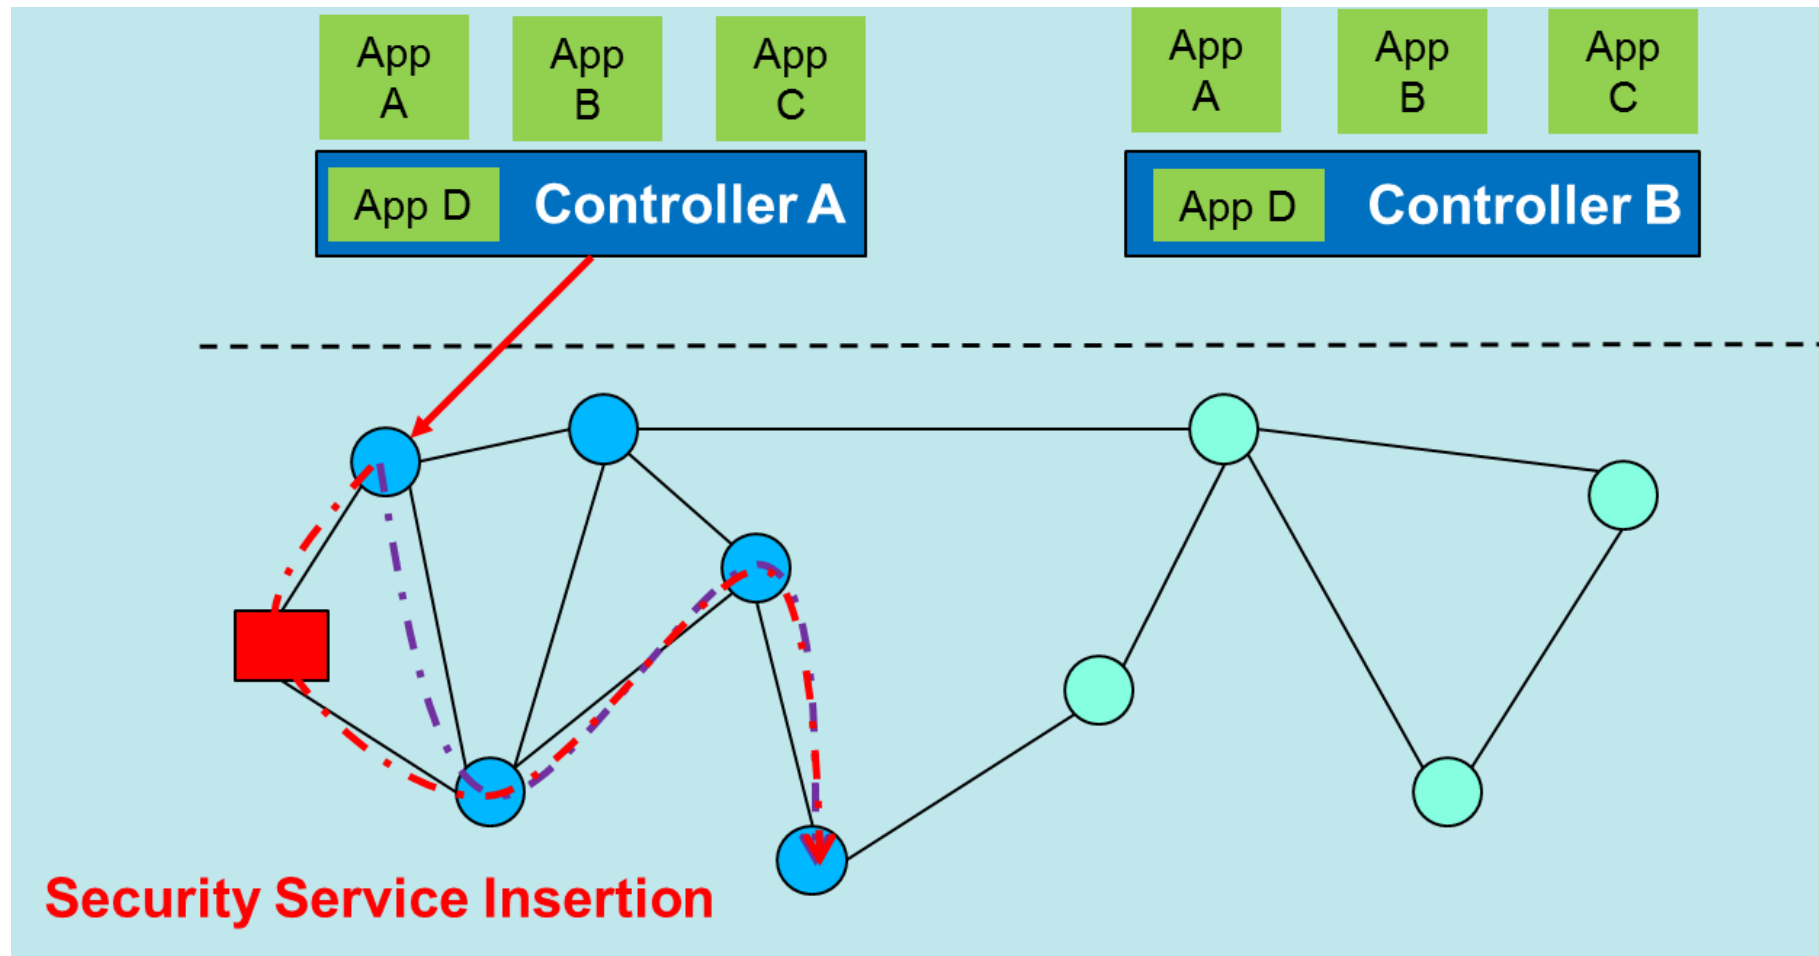 App
A
App
B
App
C
App
A
App
B
App
C
App D
Controller A
App D
Controller B
Security Service Insertion